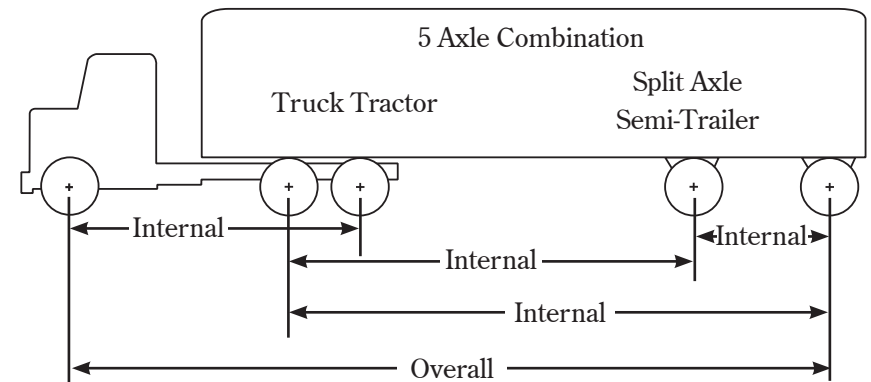 5 Axle Combination
Truck Tractor
Split Axle
Semi-Trailer
Internal
Internal
Internal
Internal
Overall